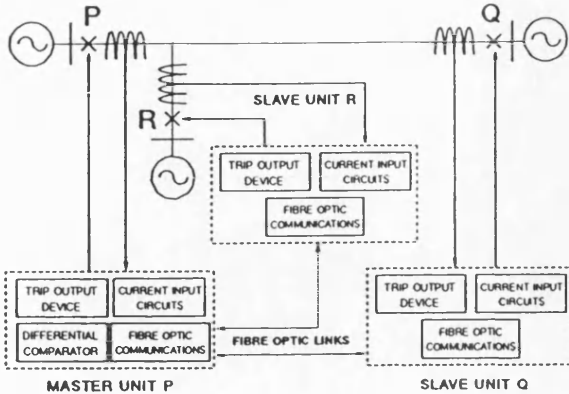 P
Q
R
SLAVE UNIT R
TRIP OUTPUT
DEVICE
CURRENT INPUT
CIRCUITS
FIBRE OPTIC
COMMUNICATIONS
TRIP OUTPUT
DEVICE
CURRENT INPUT
CIRCUITS
DIFFERENTIAL
COMPARATOR
FIBRE OPTIC
COMMUNICATIONS
FIBRE OPTIC LINKS
TRIP OUTPUT
DEVICE
CURRENT INPUT
CIRCUITS
FIBRE OPTIC
COMMUNICATIONS
MASTER UNIT P
SLAVE UNIT Q